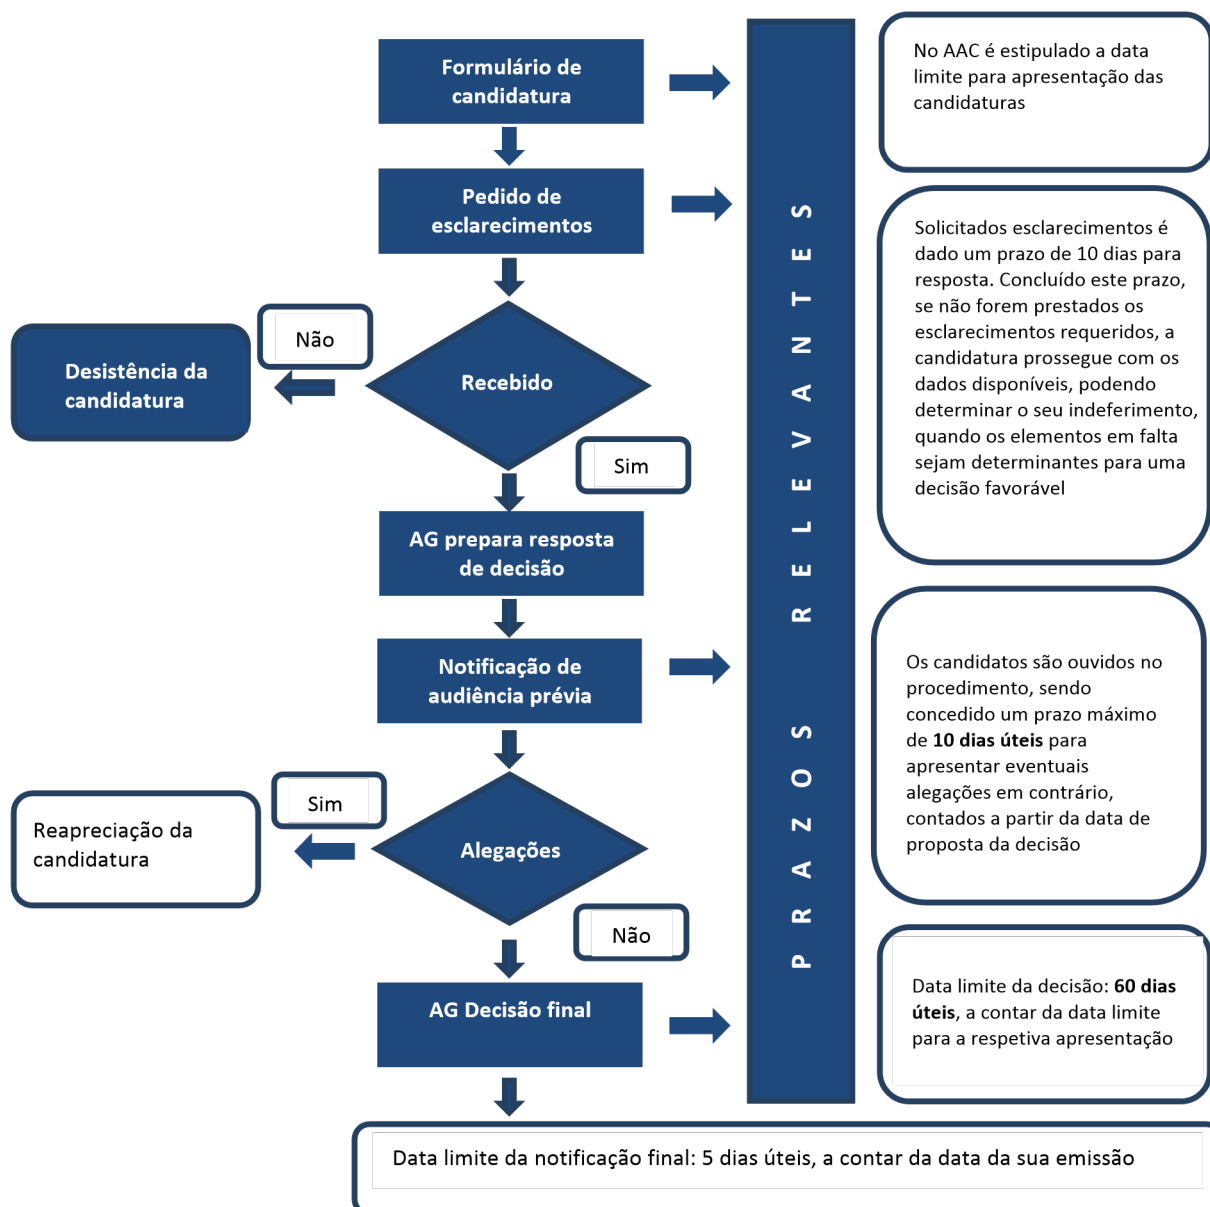 Formulário de
candidatura
No AAC é estipulado a data
limite para apresentação das
candidaturas
Pedido de
esclarecimentos
Solicitados esclarecimentos é
dado um prazo de 10 dias para
resposta. Concluído este prazo,
se não forem prestados os
esclarecimentos requeridos, a
candidatura prossegue com os
dados disponíveis, podendo
determinar o seu indeferimento,
quando os elementos em falta
sejam determinantes para uma
decisão favorável
Não
Desistência da
candidatura
Recebido
Sim
AG prepara resposta
de decisão
Notificação de
audiência prévia
Os candidatos são ouvidos no
procedimento, sendo
concedido um prazo máximo
de 10 dias úteis para
apresentar eventuais
alegações em contrário,
contados a partir da data de
proposta da decisão
Sim
Reapreciação da
candidatura
Alegações
Não
AG Decisão final
Data limite da decisão: 60 dias
úteis, a contar da data limite
para a respetiva apresentação
PRAZOS RELEVANTES
Data limite da notificação final: 5 dias úteis, a contar da data da sua emissão